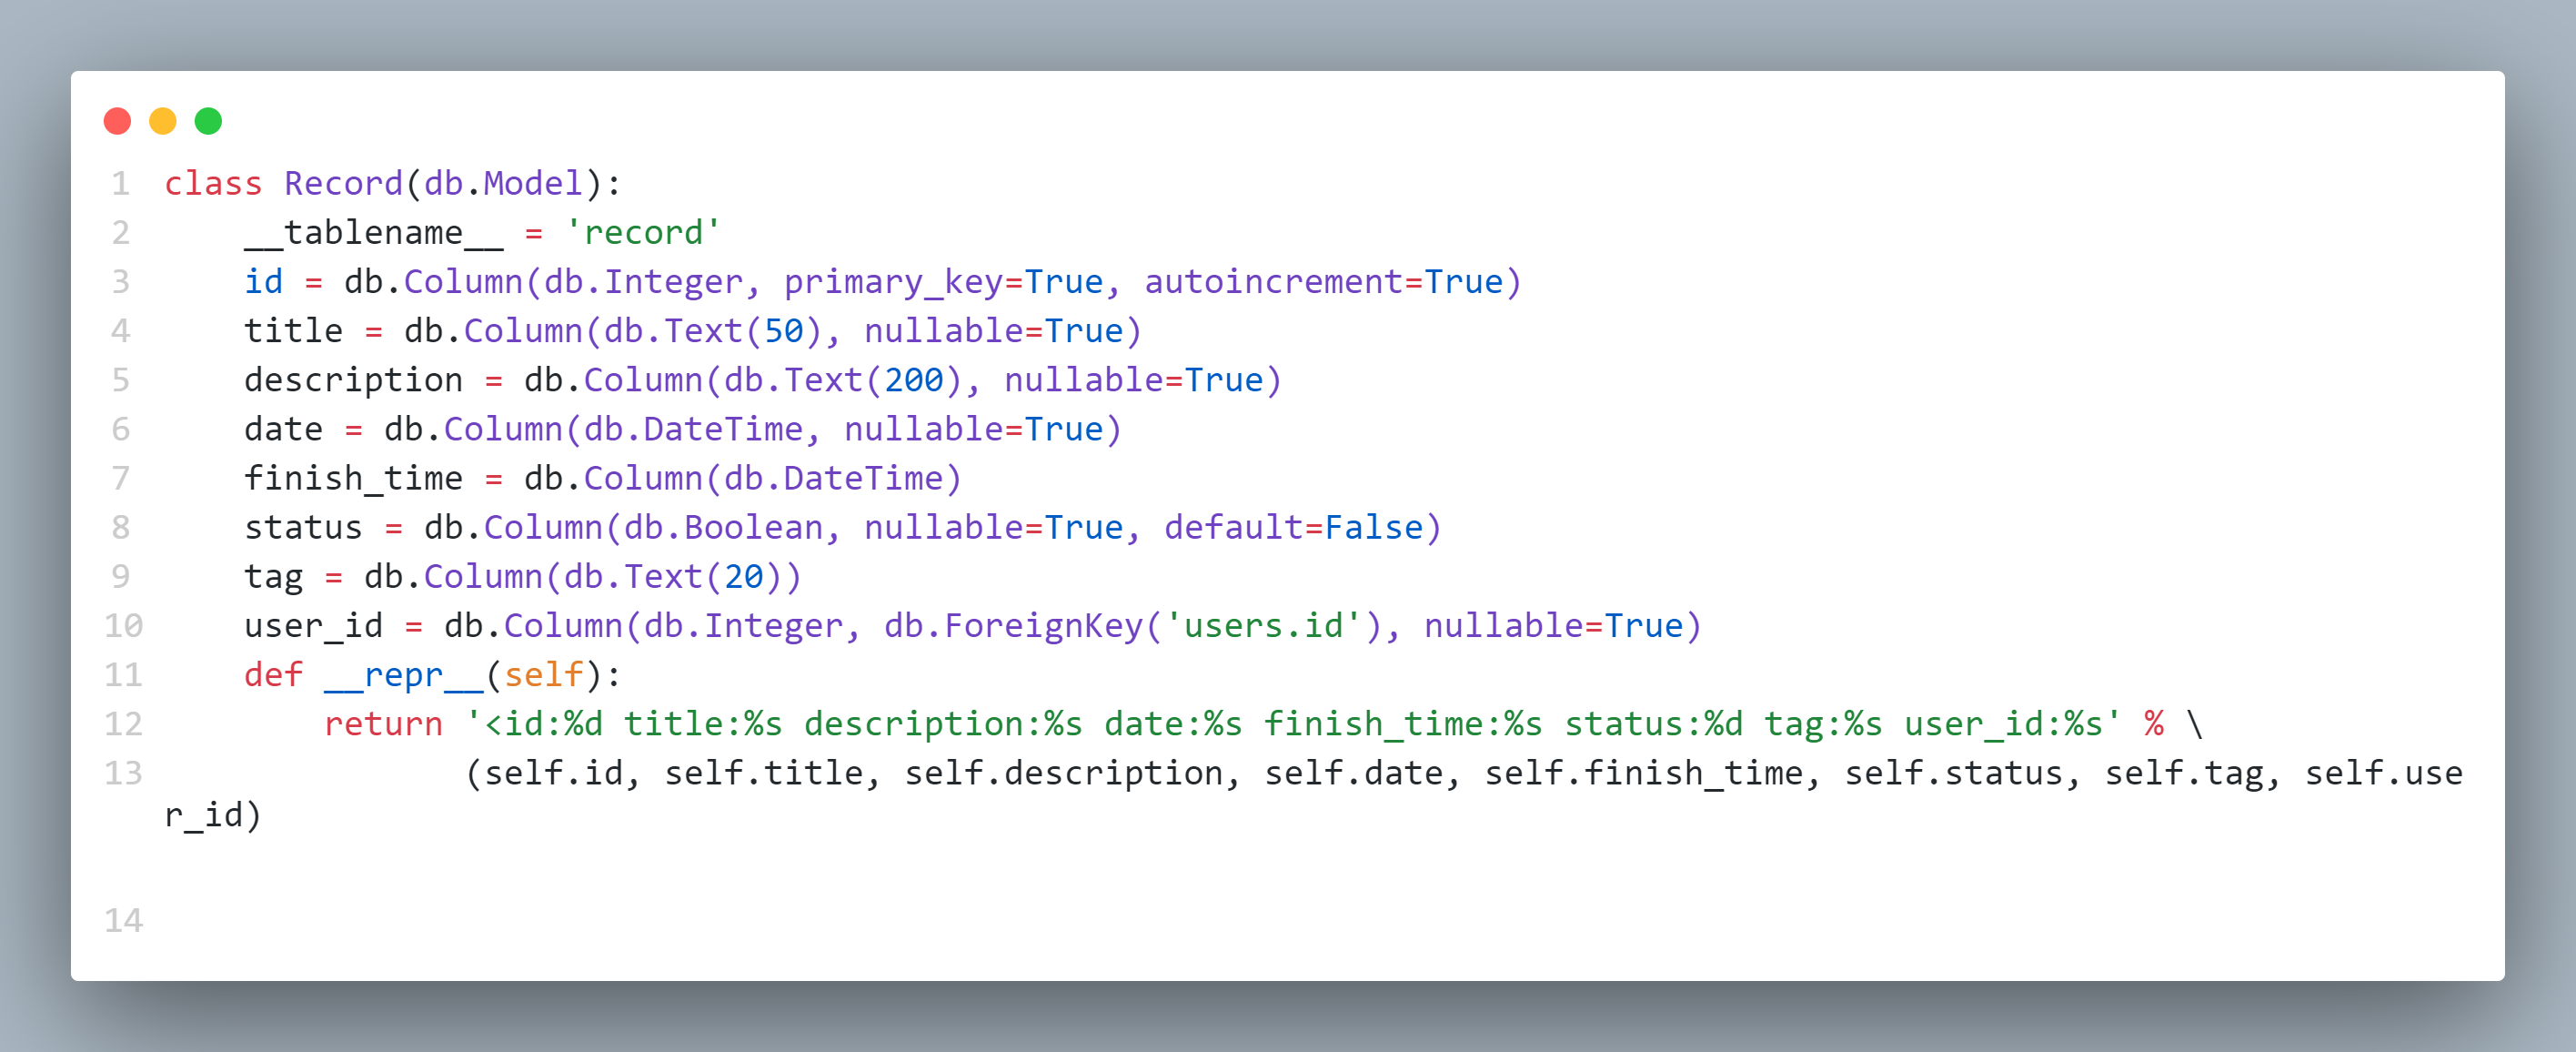 1 class Record(db.Model):
2     __tablename__ = 'record'
3     id = db.Column(db.Integer, primary_key=True, autoincrement=True)
4     title = db.Column(db.Text(50), nullable=True)
5     description = db.Column(db.Text(200), nullable=True)
6     date = db.Column(db.DateTime, nullable=True)
7     finish_time = db.Column(db.DateTime)
8     status = db.Column(db.Boolean, nullable=True, default=False)
9     tag = db.Column(db.Text(20))
10     user_id = db.Column(db.Integer, db.ForeignKey('users.id'), nullable=True)
11     def __repr__(self):
12         return '<id:%d title:%s description:%s date:%s finish_time:%s status:%d tag:%s user_id:%s' % \
13                (self.id, self.title, self.description, self.date, self.finish_time, self.status, self.tag, self.use
r_id)
14